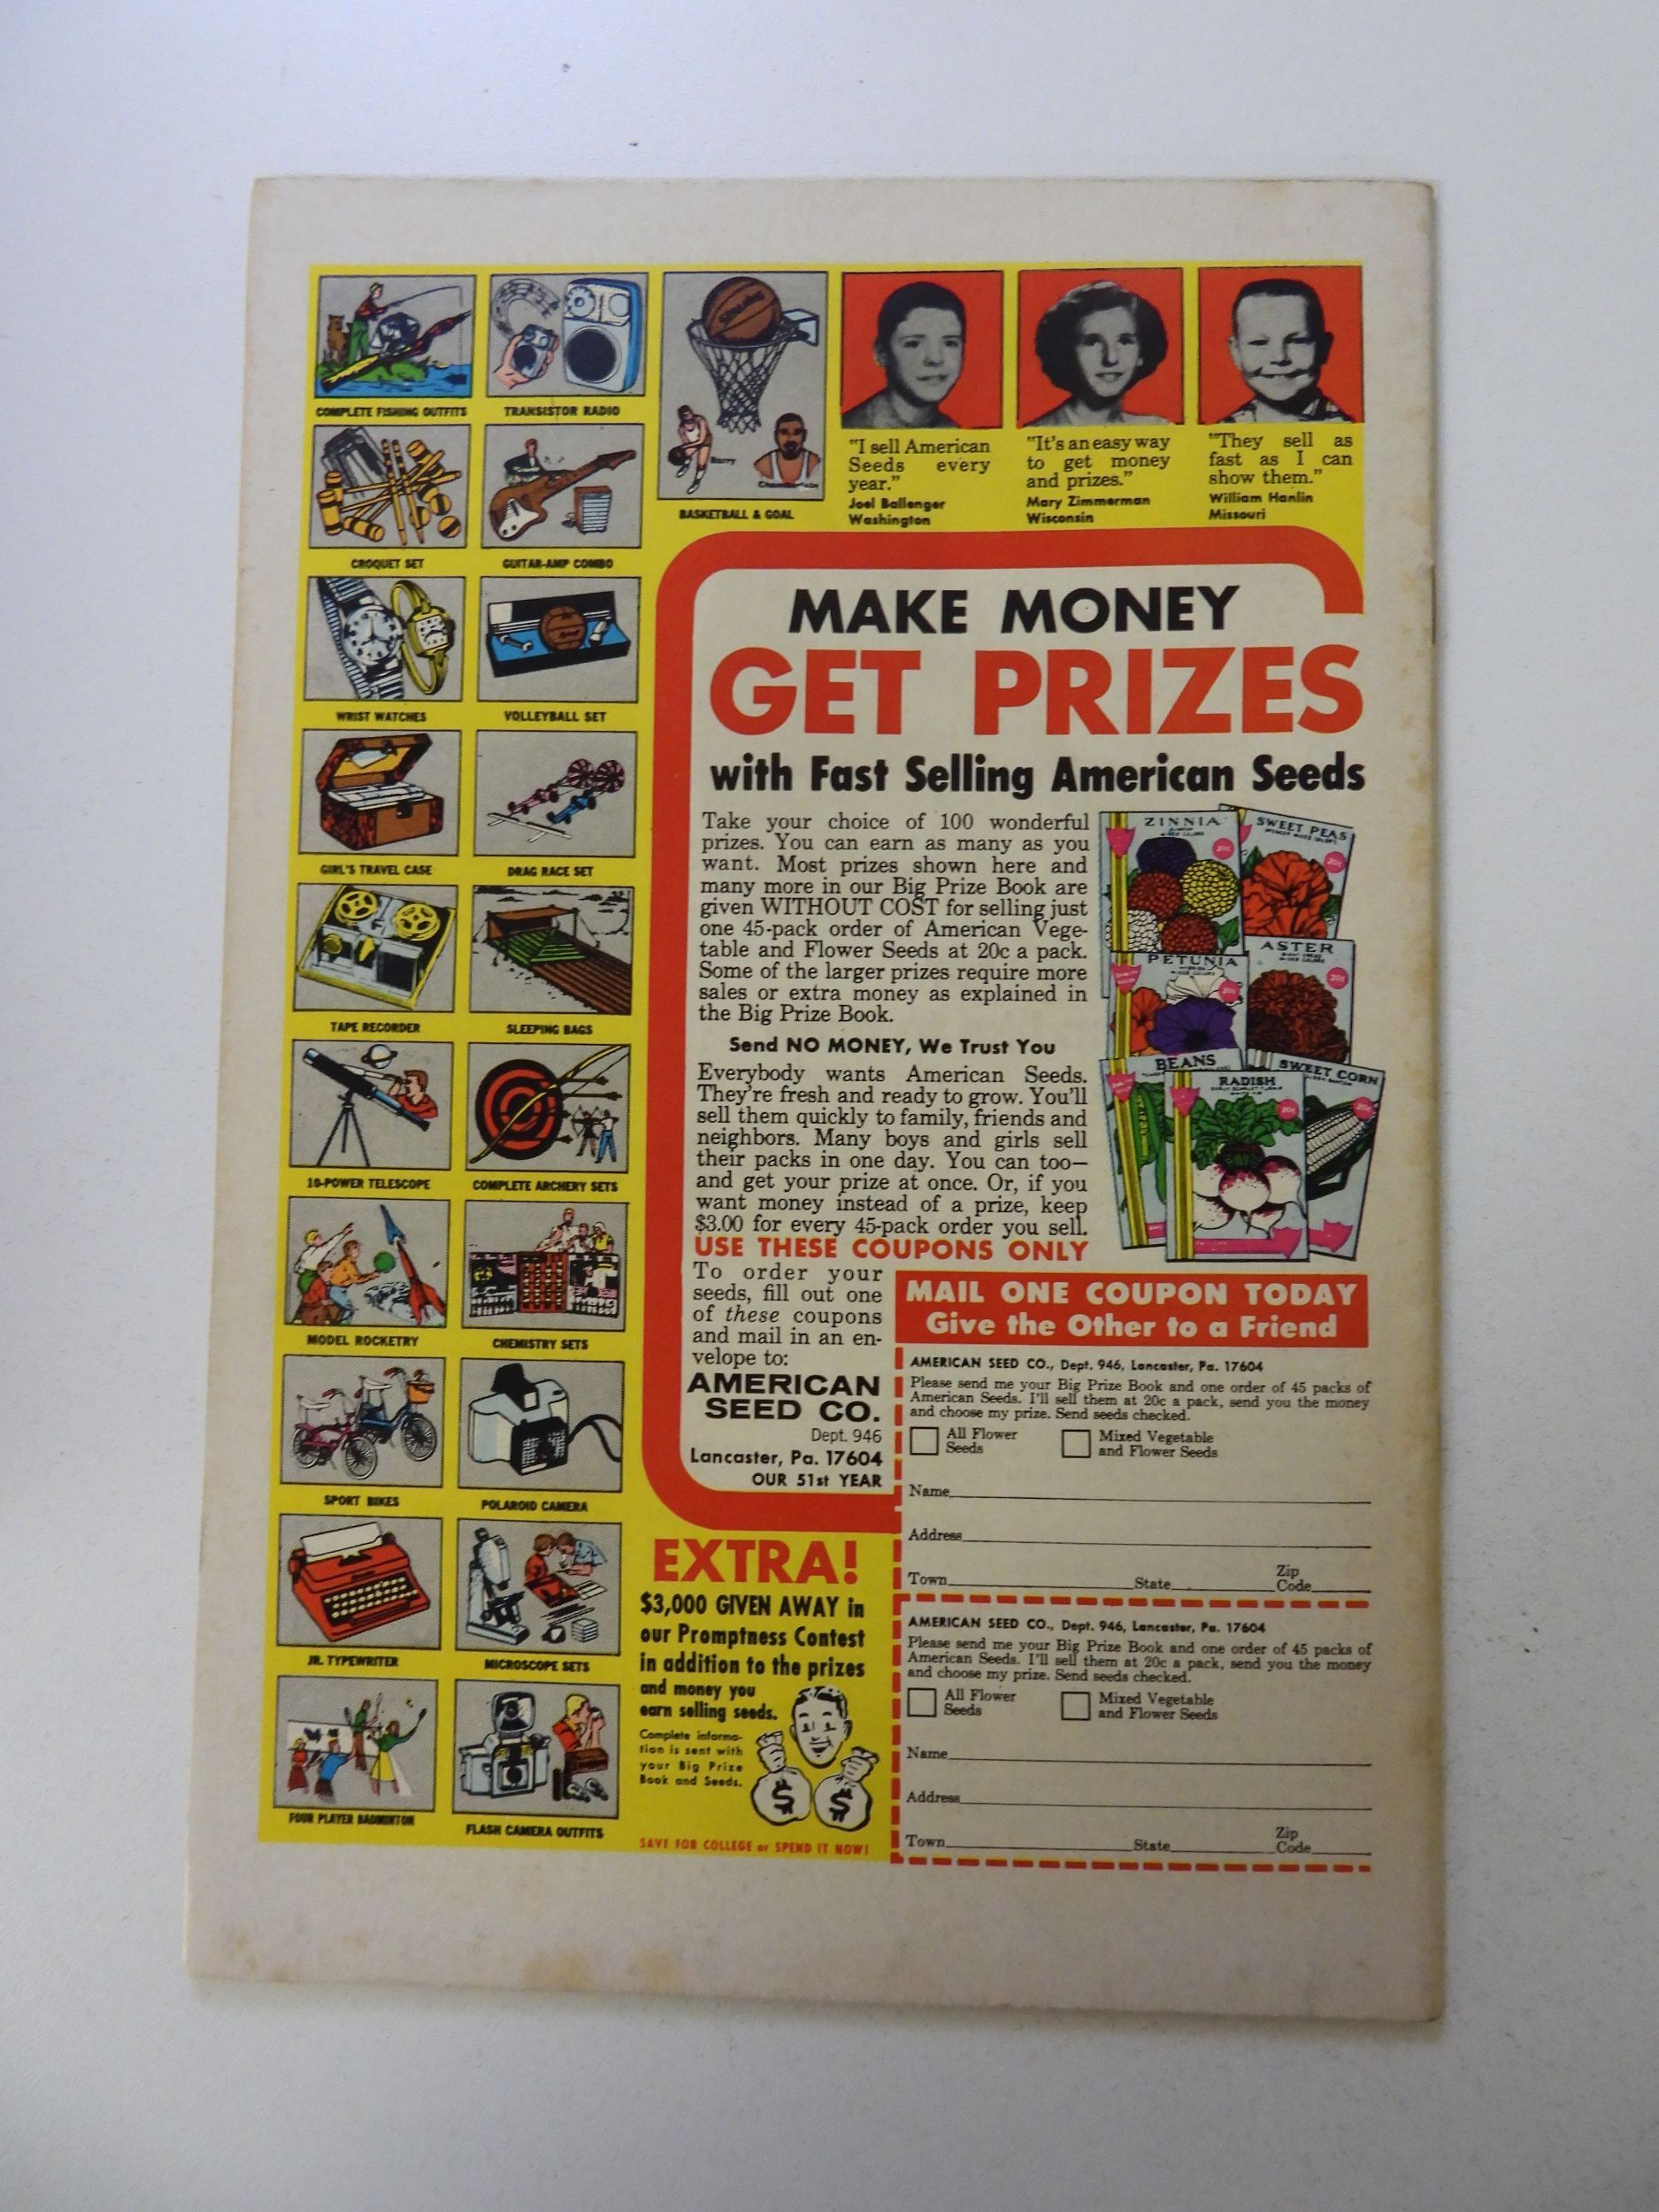 COMPLETE FISHING OUTFITS
TRANSISTOR RADIO
CROQUET SET
GUITAR-AMP COMBO
Spalding
Barry
Chamberlain
BASKETBALL & GOAL
"I sell American
Seeds every
year."
Joel Ballenger
Washington
"It's an easy way
to get money
and prizes."
Mary Zimmerman
Wisconsin
"They sell as
fast as I can
show them."
William Hanlin
Missouri
WRIST WATCHES
VOLLEYBALL SET
GIRL'S TRAVEL CASE
DRAG RACE SET
TAPE RECORDER
SLEEPING BAGS
10-POWER TELESCOPE
COMPLETE ARCHERY SETS
MODEL ROCKETRY
CHEMISTRY SETS
SPORT BIKES
POLAROID CAMERA
JR. TYPEWRITER
MICROSCOPE SETS
FOUR PLAYER BADMINTON
FLASH CAMERA OUTFITS
MAKE MONEY
GET PRIZES
with Fast Selling American Seeds
Take your choice of 100 wonderful
prizes. You can earn as many as you
want. Most prizes shown here and
many more in our Big Prize Book are
given WITHOUT COST for selling just
one 45-pack order of American Vege-
table and Flower Seeds at 20c a pack.
Some of the larger prizes require more
sales or extra money as explained in
the Big Prize Book.
Send NO MONEY, We Trust You
Everybody wants American Seeds.
They're fresh and ready to grow. You'll
sell them quickly to family, friends and
neighbors. Many boys and girls sell
their packs in one day. You can too—
and get your prize at once. Or, if you
want money instead of a prize, keep
$3.00 for every 45-pack order you sell.
USE THESE COUPONS ONLY
To order your
seeds, fill out one
of these coupons
and mail in an en-
velope to:
AMERICAN
SEED CO.
Dept. 946
Lancaster, Pa. 17604
OUR 51st YEAR
ZINNIA
20c
SWEET PEAS
20c
PETUNIA
20c
ASTER
20c
BEANS
RADISH
20c
SWEET CORN
20c
MAIL ONE COUPON TODAY
Give the Other to a Friend
AMERICAN SEED CO., Dept. 946, Lancaster, Pa. 17604
Please send me your Big Prize Book and one order of 45 packs of
American Seeds. I'll sell them at 20c a pack, send you the money
and choose my prize. Send seeds checked.
All Flower
Seeds
Mixed Vegetable
and Flower Seeds
Name
Address
Town State Zip
Code
AMERICAN SEED CO., Dept. 946, Lancaster, Pa. 17604
Please send me your Big Prize Book and one order of 45 packs of
American Seeds. I'll sell them at 20c a pack, send you the money
and choose my prize. Send seeds checked.
All Flower
Seeds
Mixed Vegetable
and Flower Seeds
Name
Address
Town State Zip
Code
EXTRA!
$3,000 GIVEN AWAY in
our Promptness Contest
in addition to the prizes
and money you
earn selling seeds.
Complete informa-
tion is sent with
your Big Prize
Book and Seeds.
$ $
SAVE FOR COLLEGE or SPEND IT NOW!